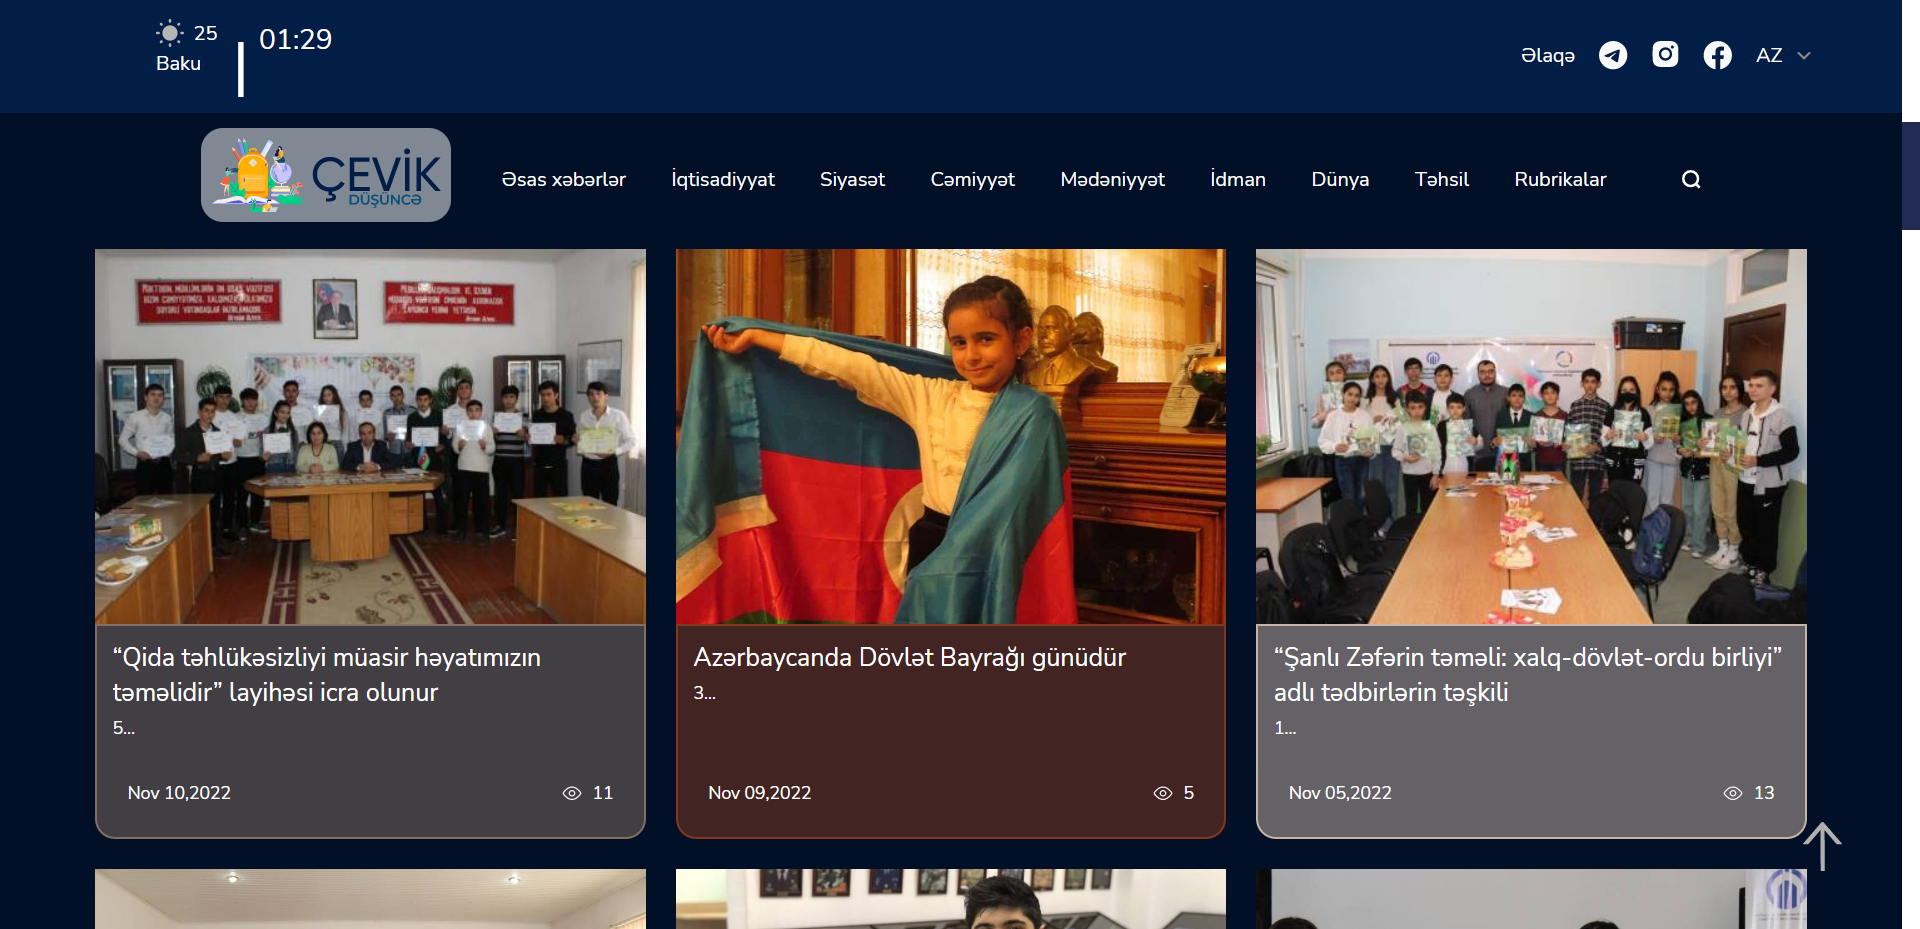 25
Baku
01:29
Əlaqə
AZ
ÇEVİK
DÜŞÜNCƏ
Əsas xəbərlər
İqtisadiyyat
Siyasət
Cəmiyyət
Mədəniyyət
İdman
Dünya
Təhsil
Rubrikalar
“Qida təhlükəsizliyi müasir həyatımızın
təməlidir” layihəsi icra olunur
5...
Nov 10,2022
11
Azərbaycanda Dövlət Bayrağı günüdür
3...
Nov 09,2022
5
“Şanlı Zəfərin təməli: xalq-dövlət-ordu birliyi”
adlı tədbirlərin təşkili
1...
Nov 05,2022
13